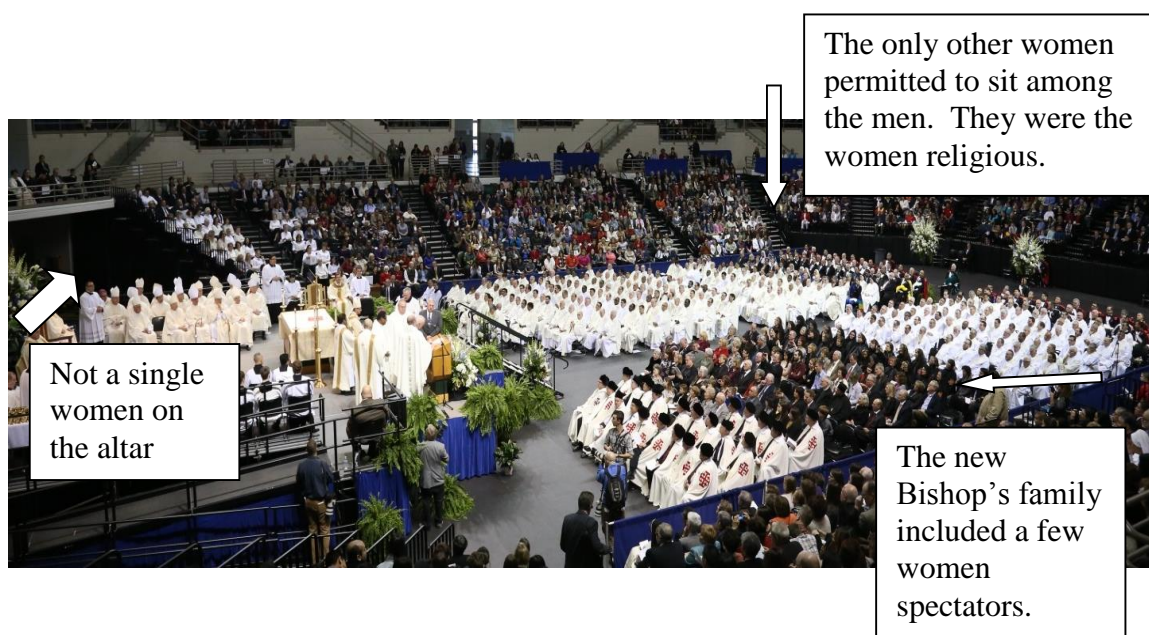 The only other women
permitted to sit among
the men. They were the
women religious.
Not a single
women on
the altar
The new
Bishop's family
included a few
women
spectators.